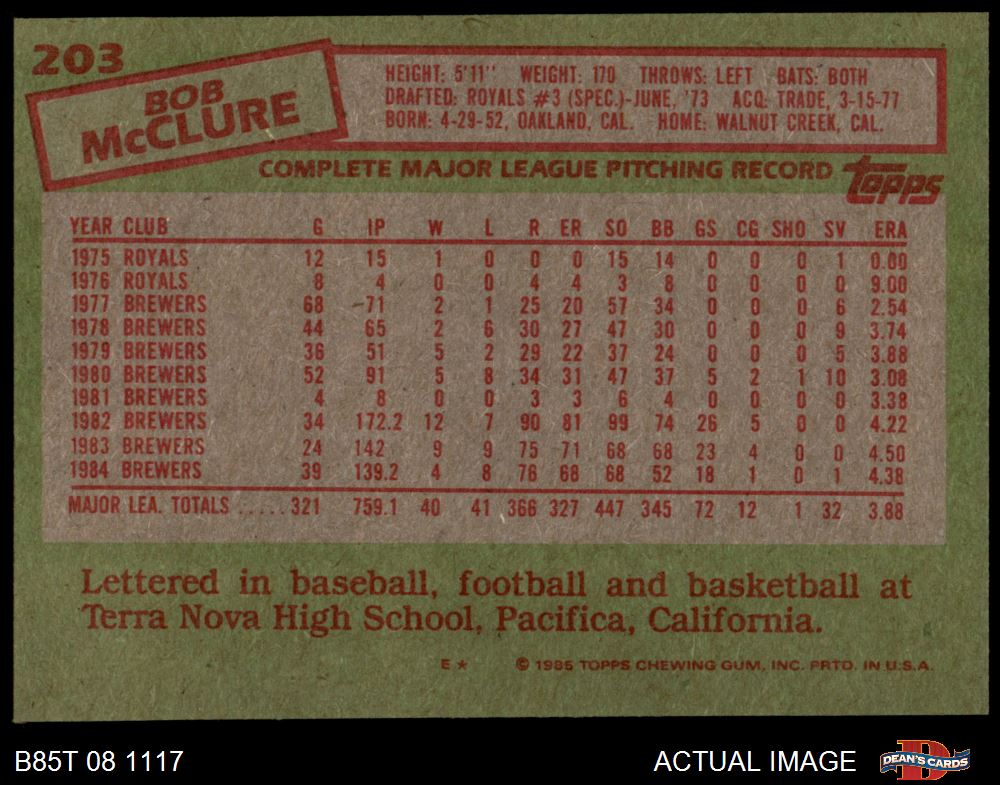 203
BOB
McCLURE
HEIGHT: 5'11" WEIGHT: 170 THROWS: LEFT BATS: BOTH
DRAFTED: ROYALS #3 (SPEC.)-JUNE, '73 ACQ: TRADE, 3-15-77
BORN: 4-29-52, OAKLAND, CAL. HOME: WALNUT CREEK, CAL.
COMPLETE MAJOR LEAGUE PITCHING RECORD topps
YEAR CLUB G IP W L R ER SO BB GS CG SHO SV ERA
1975 ROYALS 12 15 1 0 0 0 15 14 0 0 0 1 0.00
1976 ROYALS 8 4 0 0 4 4 3 8 0 0 0 0 9.00
1977 BREWERS 68 71 2 1 25 20 57 34 0 0 0 6 2.54
1978 BREWERS 44 65 2 6 30 27 47 30 0 0 0 9 3.74
1979 BREWERS 36 51 5 2 29 22 37 24 0 0 0 5 3.88
1980 BREWERS 52 91 5 8 34 31 47 37 5 2 1 10 3.08
1981 BREWERS 4 8 0 0 3 3 6 4 0 0 0 0 3.38
1982 BREWERS 34 172.2 12 7 90 81 99 74 26 5 0 0 4.22
1983 BREWERS 24 142 9 9 75 71 68 68 23 4 0 0 4.50
1984 BREWERS 39 139.2 4 8 76 68 68 52 18 1 0 1 4.38
MAJOR LEA. TOTALS ..... 321 759.1 40 41 366 327 447 345 72 12 1 32 3.88
Lettered in baseball, football and basketball at
Terra Nova High School, Pacifica, California.
E* © 1985 TOPPS CHEWING GUM, INC. PRTD. IN U.S.A.
B85T 08 1117 ACTUAL IMAGE D DEAN'S CARDS